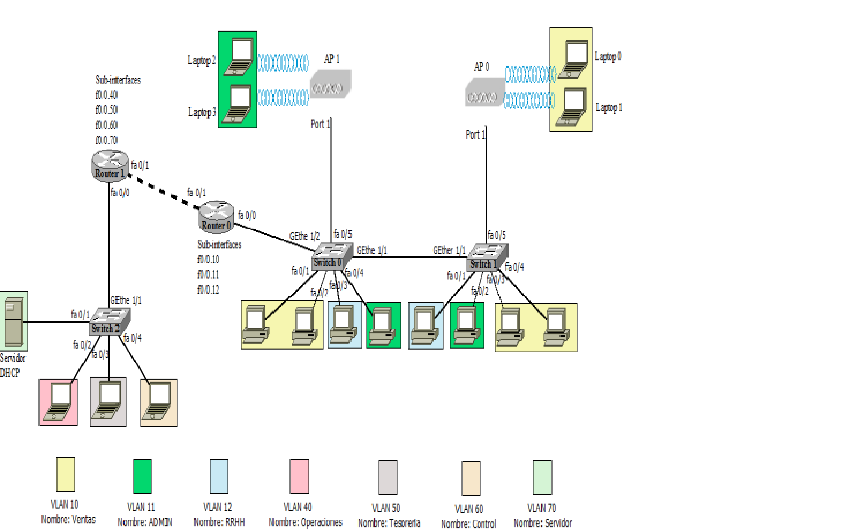 Laptop 2
AP 1
Laptop 3
Port 1
AP 0
Laptop 0
Laptop 1
Port 1
Sub-interfaces
f0/0.400
f0/0.500
f0/0.600
f0/0.700
Router 1
fa 0/1
fa 0/0
fa 0/1
Router 0
fa 0/0
Sub-interfaces
f0/0.10
f0/0.11
f0/0.12
GEthe 1/2
fa 0/5
Switch 0
GEthe 1/1
fa 0/1
fa 0/2
fa 0/3
fa 0/4
GEther 1/1
fa 0/5
Switch 1
fa 0/1
fa 0/2
fa 0/3
Fa 0/4
GEthe 1/1
fa 0/1
Switch 2
fa 0/2
fa 0/3
fa 0/4
Servidor
DHCP
VLAN 10
Nombre: Ventas
VLAN 11
Nombre: ADMIN
VLAN 12
Nombre: RRHH
VLAN 40
Nombre: Operaciones
VLAN 50
Nombre: Tesoreria
VLAN 60
Nombre: Control
VLAN 70
Nombre: Servidor